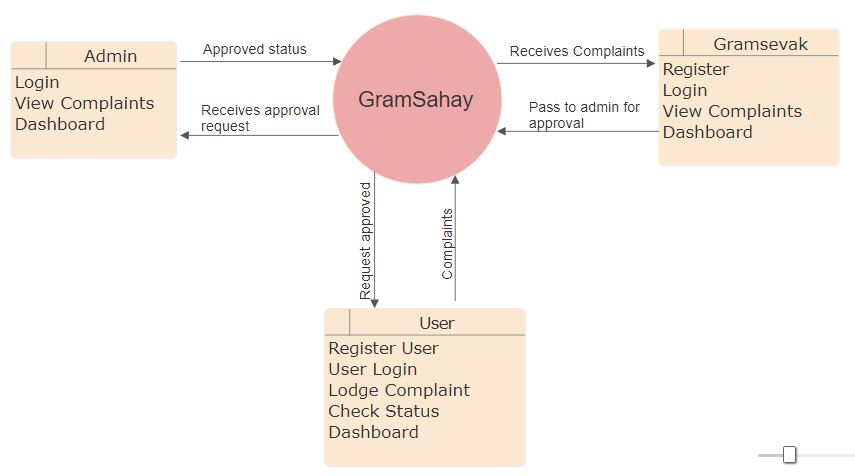 Admin
Login
View Complaints
Dashboard
Approved status
Receives approval
request
GramSahay
Receives Complaints
Pass to admin for
approval
Gramsevak
Register
Login
View Complaints
Dashboard
Request approved
Complaints
User
Register User
User Login
Lodge Complaint
Check Status
Dashboard